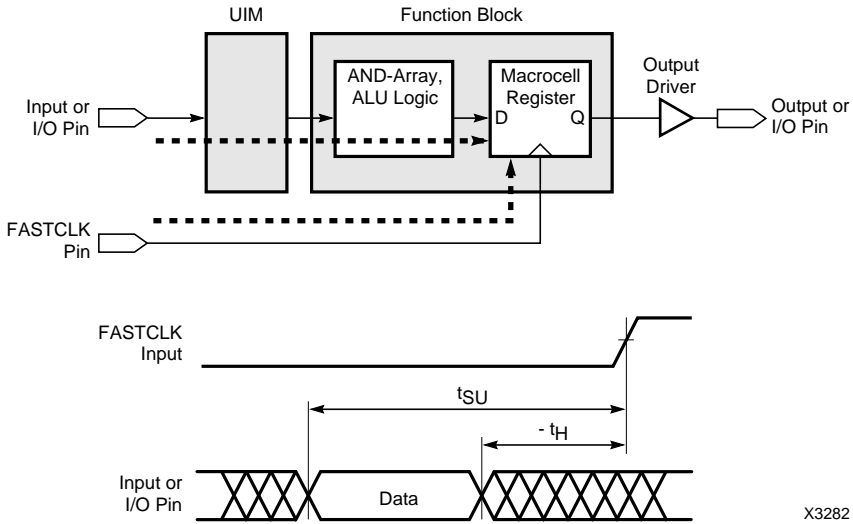 UIM
Function Block
AND-Array,
ALU Logic
Macrocell
Register
D
Q
Output
Driver
Input or
I/O Pin
Output or
I/O Pin
FASTCLK
Pin
FASTCLK
Input
tSU
- tH
Input or
I/O Pin
Data
X3282